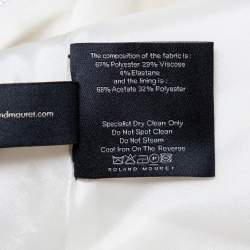 The composition of the fabric is :
67% Polyester 29% Viscose
4% Elastane
and the lining is :
68% Acetate 32% Polyester
Specialist Dry Clean Only
Do Not Spot Clean
Do Not Steam
Cool Iron On The Reverse
ROLAND MOURET
landmouret.com